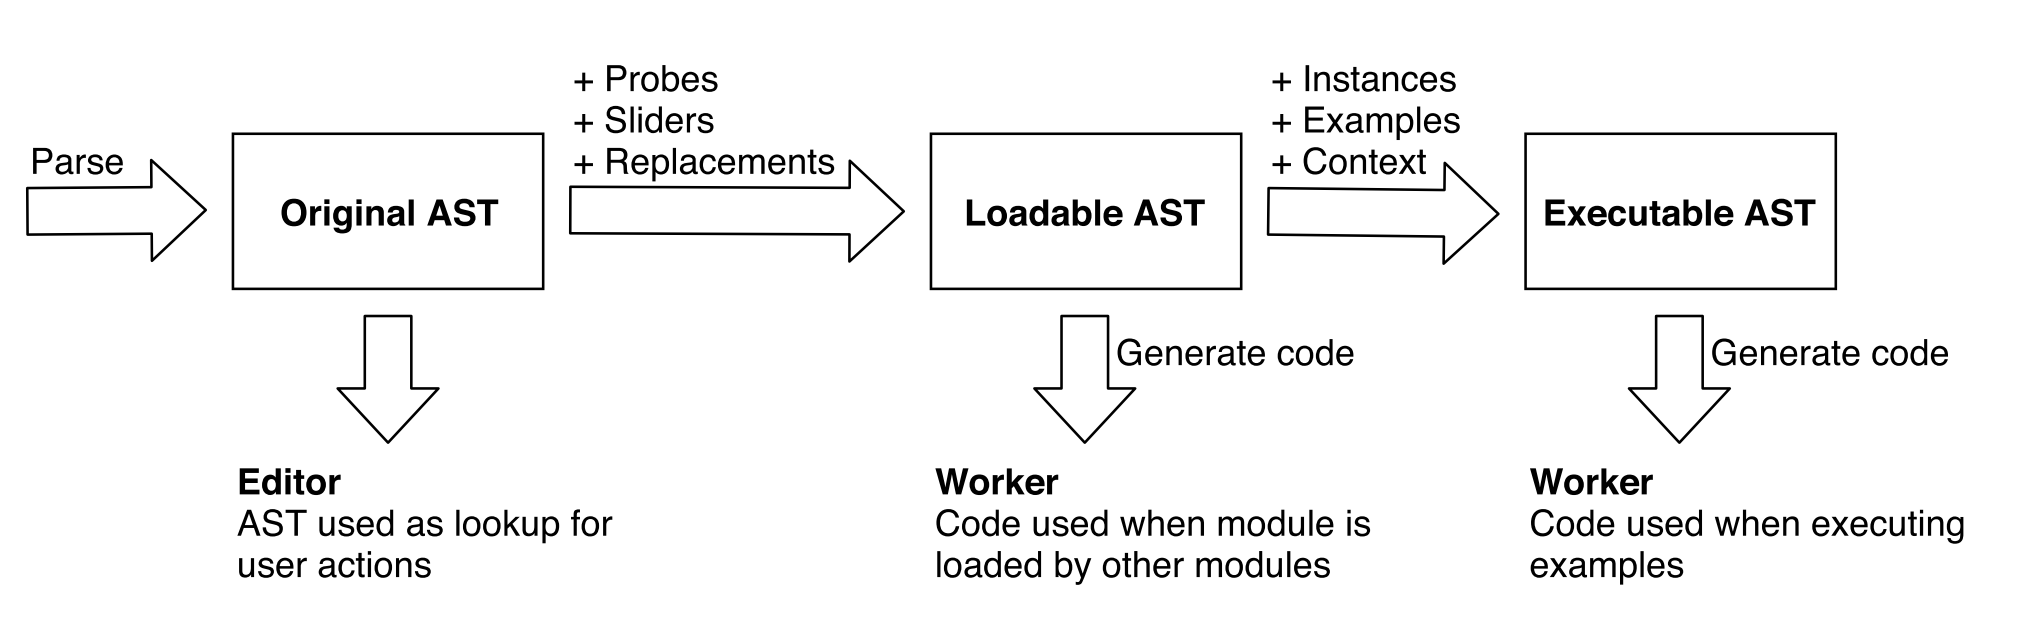 Parse
Original AST
+ Probes
+ Sliders
+ Replacements
Loadable AST
+ Instances
+ Examples
+ Context
Executable AST
Generate code
Generate code
Editor
AST used as lookup for
user actions
Worker
Code used when module is
loaded by other modules
Worker
Code used when executing
examples